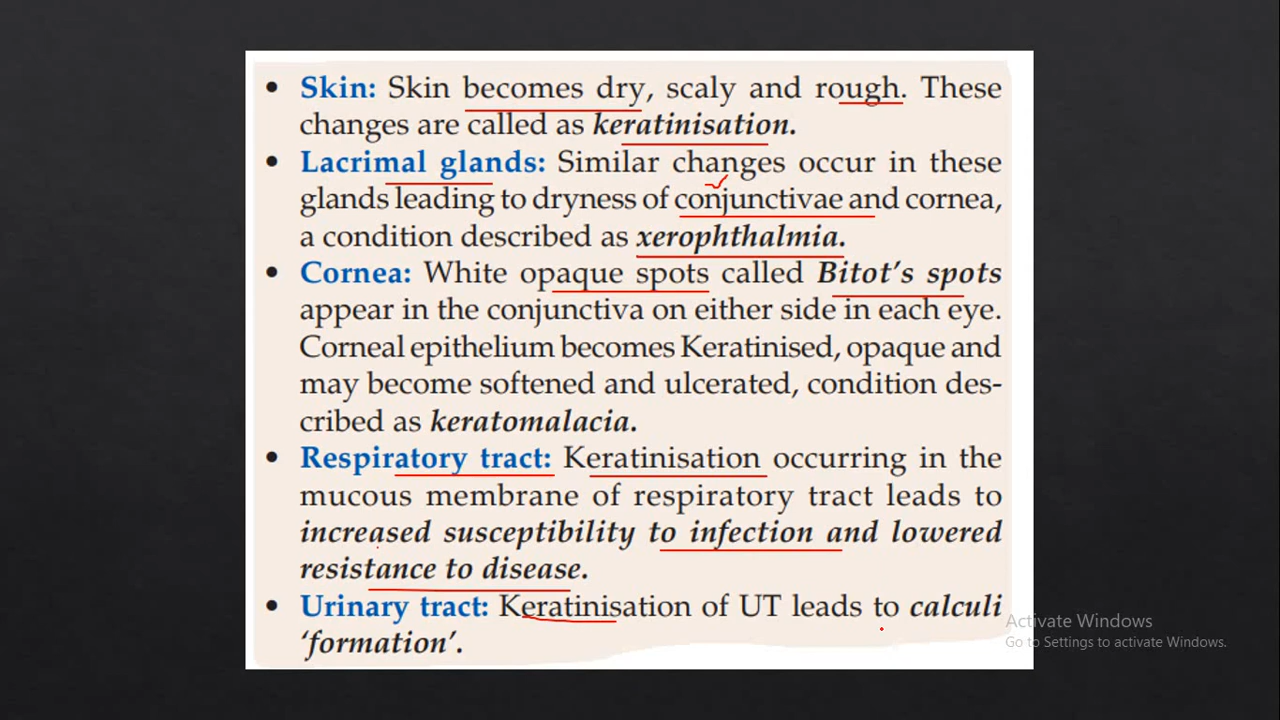 • Skin: Skin becomes dry, scaly and rough. These
changes are called as keratinisation.
• Lacrimal glands: Similar changes occur in these
glands leading to dryness of conjunctivae and cornea,
a condition described as xerophthalmia.
• Cornea: White opaque spots called Bitot's spots
appear in the conjunctiva on either side in each eye.
Corneal epithelium becomes Keratinised, opaque and
may become softened and ulcerated, condition des-
cribed as keratomalacia.
• Respiratory tract: Keratinisation occurring in the
mucous membrane of respiratory tract leads to
increased susceptibility to infection and lowered
resistance to disease.
• Urinary tract: Keratinisation of UT leads to calculi
'formation'.
Activate Windows
Go to Settings to activate Windows.